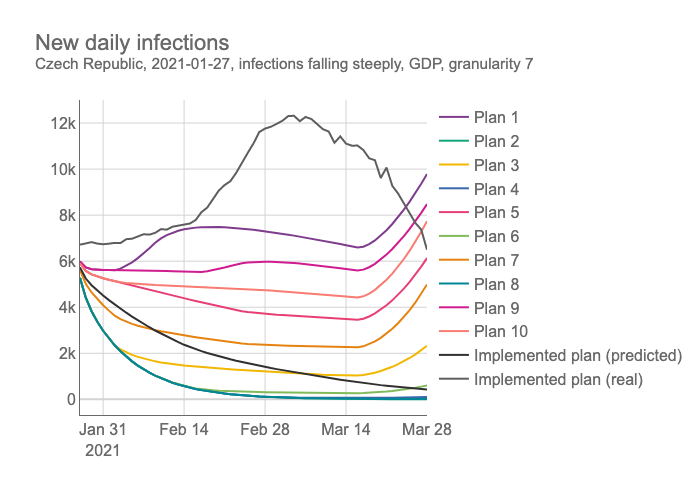 New daily infections
Czech Republic, 2021-01-27, infections falling steeply, GDP, granularity 7
12k
10k
8k
6k
4k
2k
0
Jan 31
2021
Feb 14
Feb 28
Mar 14
Mar 28
Plan 1
Plan 2
Plan 3
Plan 4
Plan 5
Plan 6
Plan 7
Plan 8
Plan 9
Plan 10
Implemented plan (predicted)
Implemented plan (real)